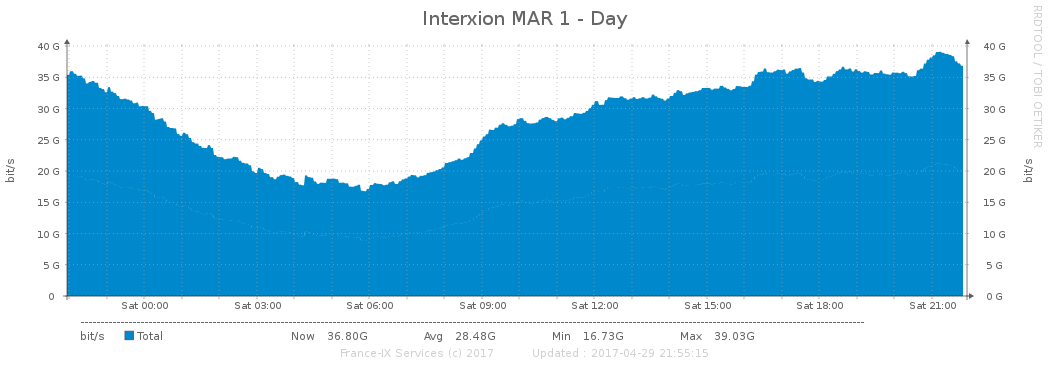 Interxion MAR 1 - Day
RRDTOOL / TOBI OETIKER
40 G 40 G
35 G 35 G
30 G 30 G
25 G 25 G
20 G 20 G
15 G 15 G
10 G 10 G
5 G 5 G
0 0 G
bit/s bit/s
Sat 00:00 Sat 03:00 Sat 06:00 Sat 09:00 Sat 12:00 Sat 15:00 Sat 18:00 Sat 21:00
bit/s Total Now 36.80G Avg 28.48G Min 16.73G Max 39.03G
France-IX Services (c) 2017 Updated : 2017-04-29 21:55:15